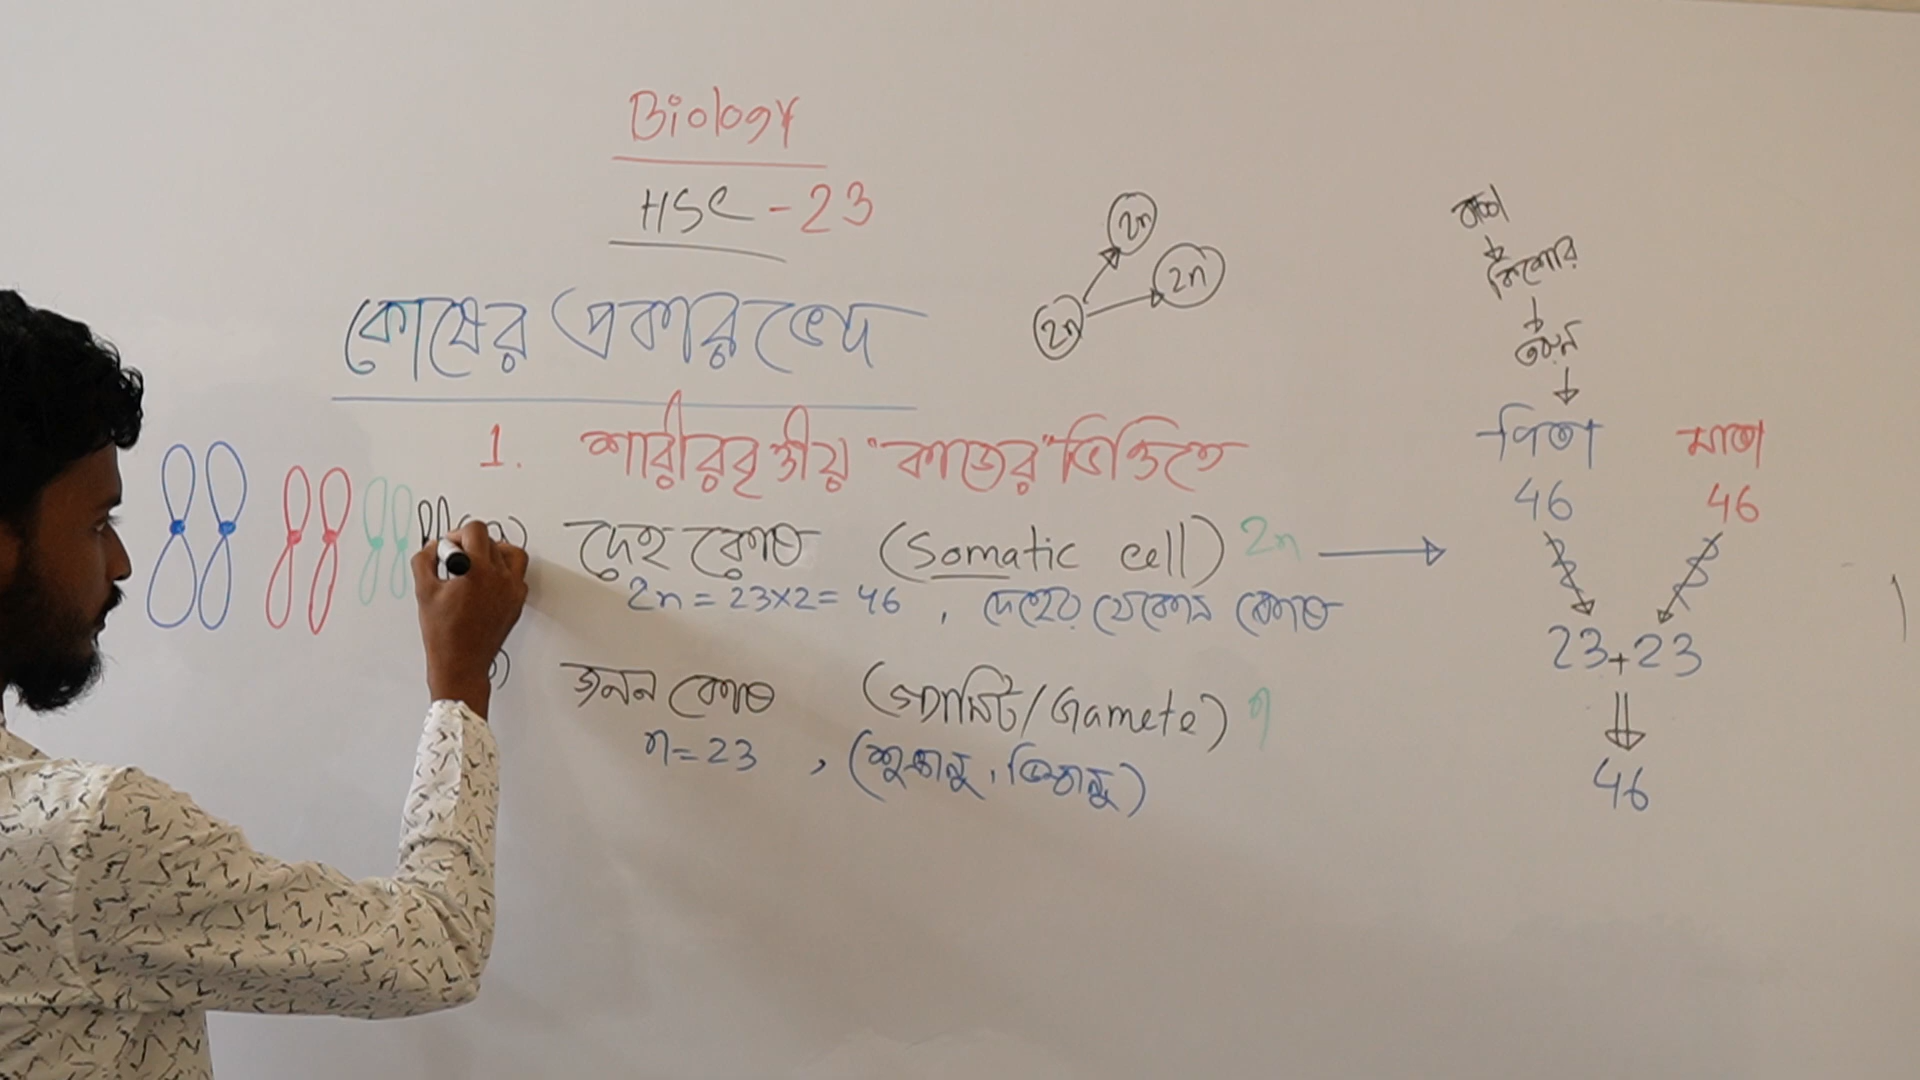 Biology
HSC - 23
কোষের প্রকারভেদ
1. শারীরবৃত্তীয় "কাজের" ভিত্তিতে
দেহ কোষ (Somatic cell) 2n
2n = 23×2 = 46 , দেহের যেকোন কোষ
জনন কোষ (গ্যামিট/Gamete) n
n = 23 , (শুক্রানু, ডিম্বানু)
2n
2n
2n
কিশোর
তরুন
পিতা মাতা
46 46
23+23
46